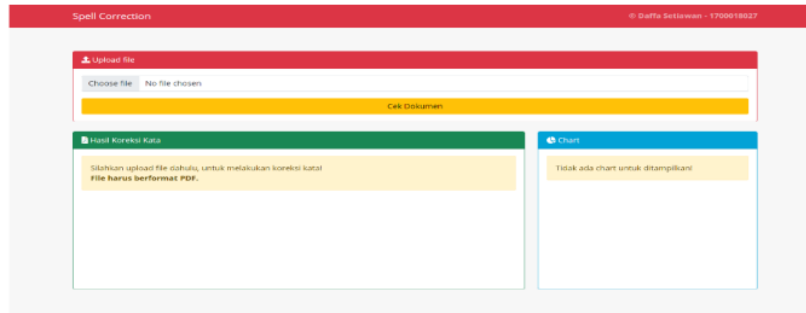 Spell Correction
© Daffa Setiawan - 1700018027
Upload file
Choose file No file chosen
Cek Dokumen
Hasil Koreksi Kata
Silahkan upload file dahulu, untuk melakukan koreksi kata!
File harus berformat PDF.
Chart
Tidak ada chart untuk ditampilkan!